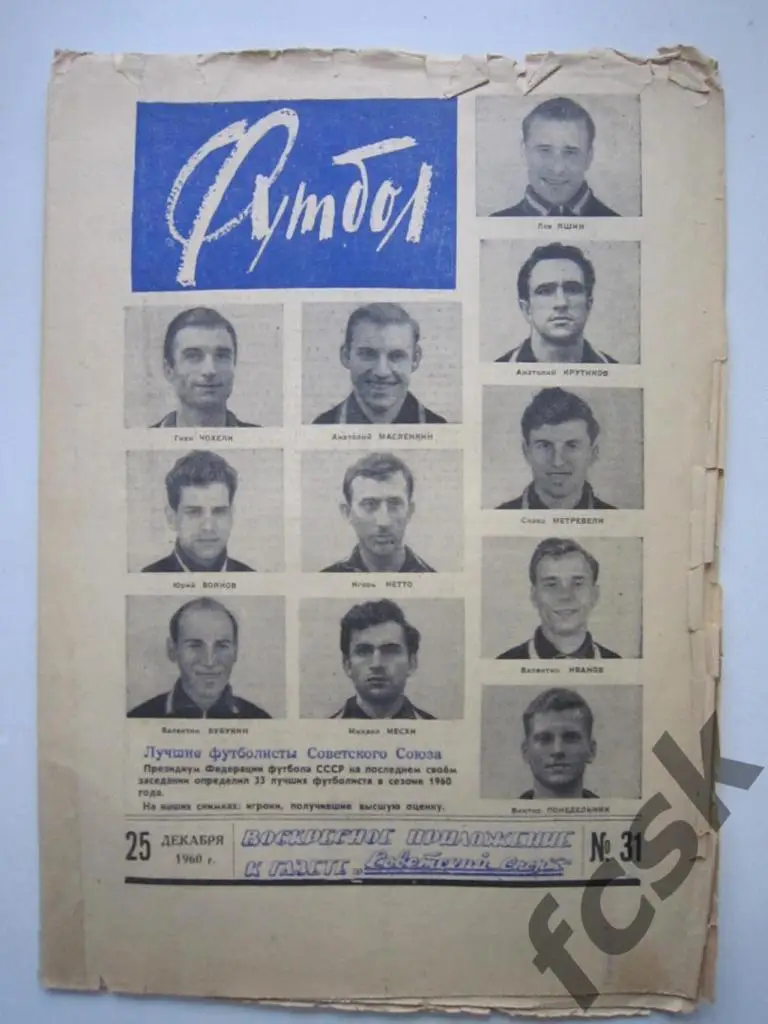 Футбол
Лев ЯШИН
Анатолий КРУТИКОВ
Гиви ЧОХЕЛИ
Анатолий МАСЛЕНКИН
Слава МЕТРЕВЕЛИ
Юрий ВОЙНОВ
Игорь НЕТТО
Валентин ИВАНОВ
Валентин БУБУКИН
Михаил МЕСХИ
Виктор ПОНЕДЕЛЬНИК
Лучшие футболисты Советского Союза
Президиум Федерации футбола СССР на последнем своём
заседании определил 33 лучших футболиста в сезоне 1960
года.
На наших снимках: игроки, получившие высшую оценку.
25 ДЕКАБРЯ 1960 г.
ВОСКРЕСНОЕ ПРИЛОЖЕНИЕ
К ГАЗЕТЕ „Советский спорт“
№ 31
fcsk